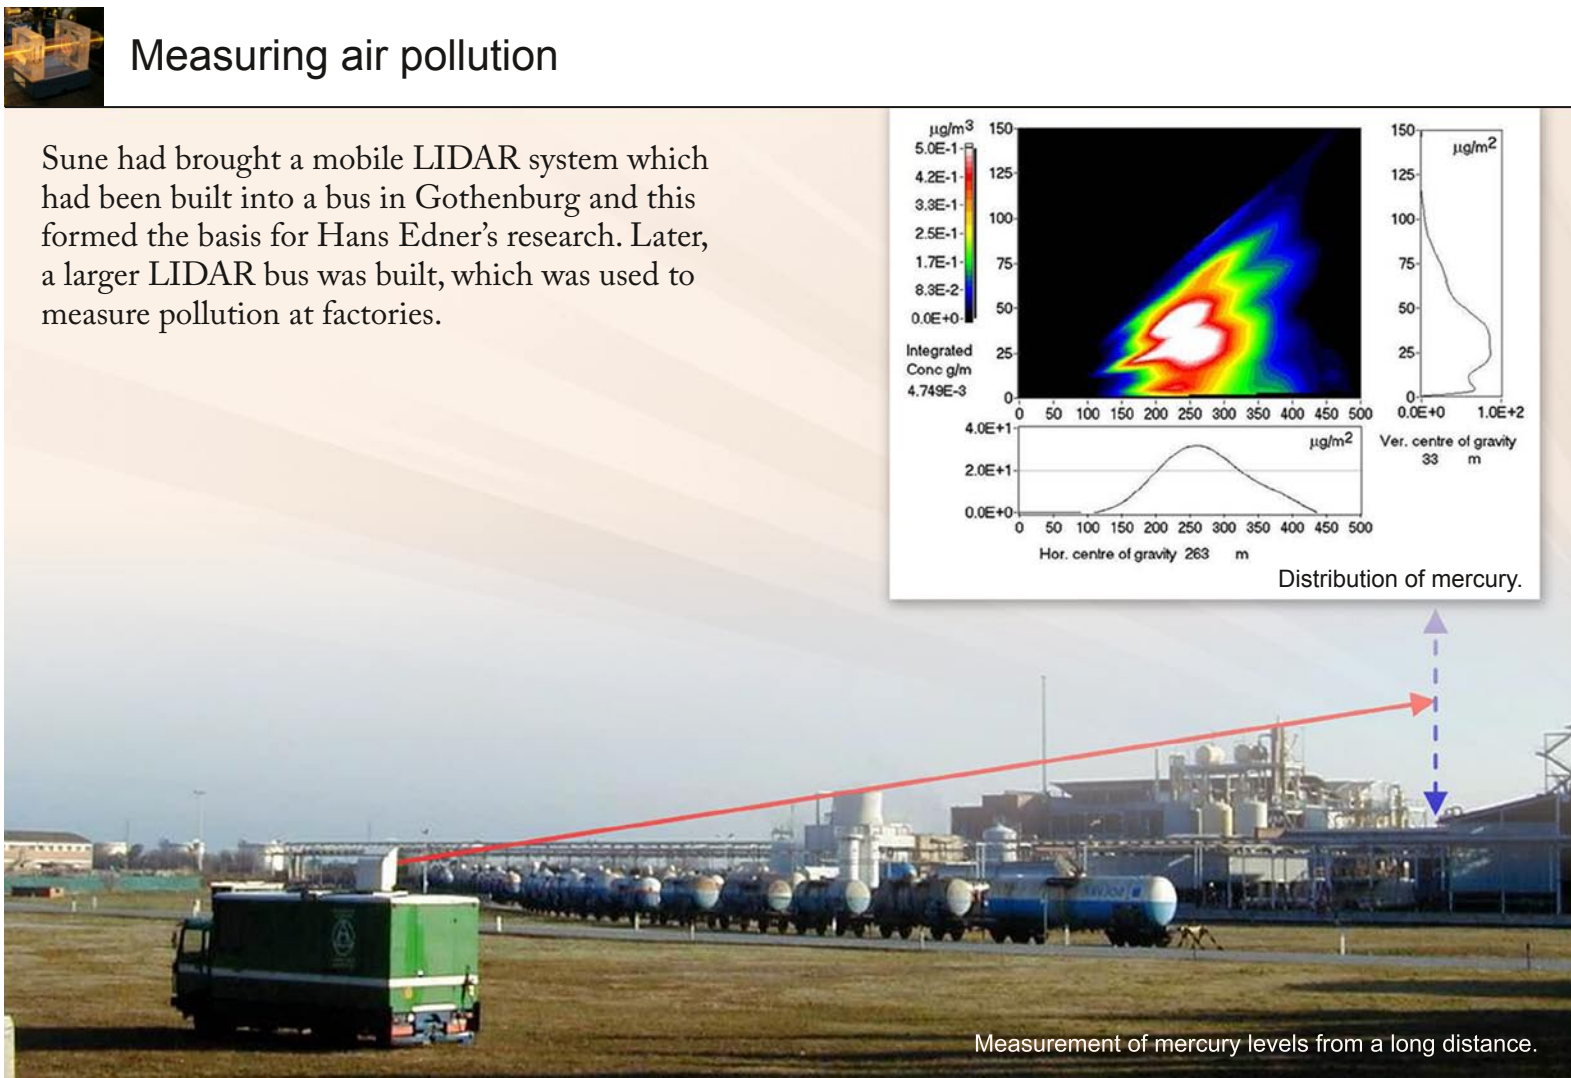 Measuring air pollution
Sune had brought a mobile LIDAR system which
had been built into a bus in Gothenburg and this
formed the basis for Hans Edner’s research. Later,
a larger LIDAR bus was built, which was used to
measure pollution at factories.
µg/m3
5.0E-1
4.2E-1
3.3E-1
2.5E-1
1.7E-1
8.3E-2
0.0E+0
Integrated
Conc g/m
4.749E-3
150
125
100
75
50
25
0
0 50 100 150 200 250 300 350 400 450 500
µg/m2
150
125
100
75
50
25
0
0.0E+0 1.0E+2
Ver. centre of gravity
33 m
4.0E+1
2.0E+1
0.0E+0
µg/m2
0 50 100 150 200 250 300 350 400 450 500
Hor. centre of gravity 263 m
Distribution of mercury.
Measurement of mercury levels from a long distance.